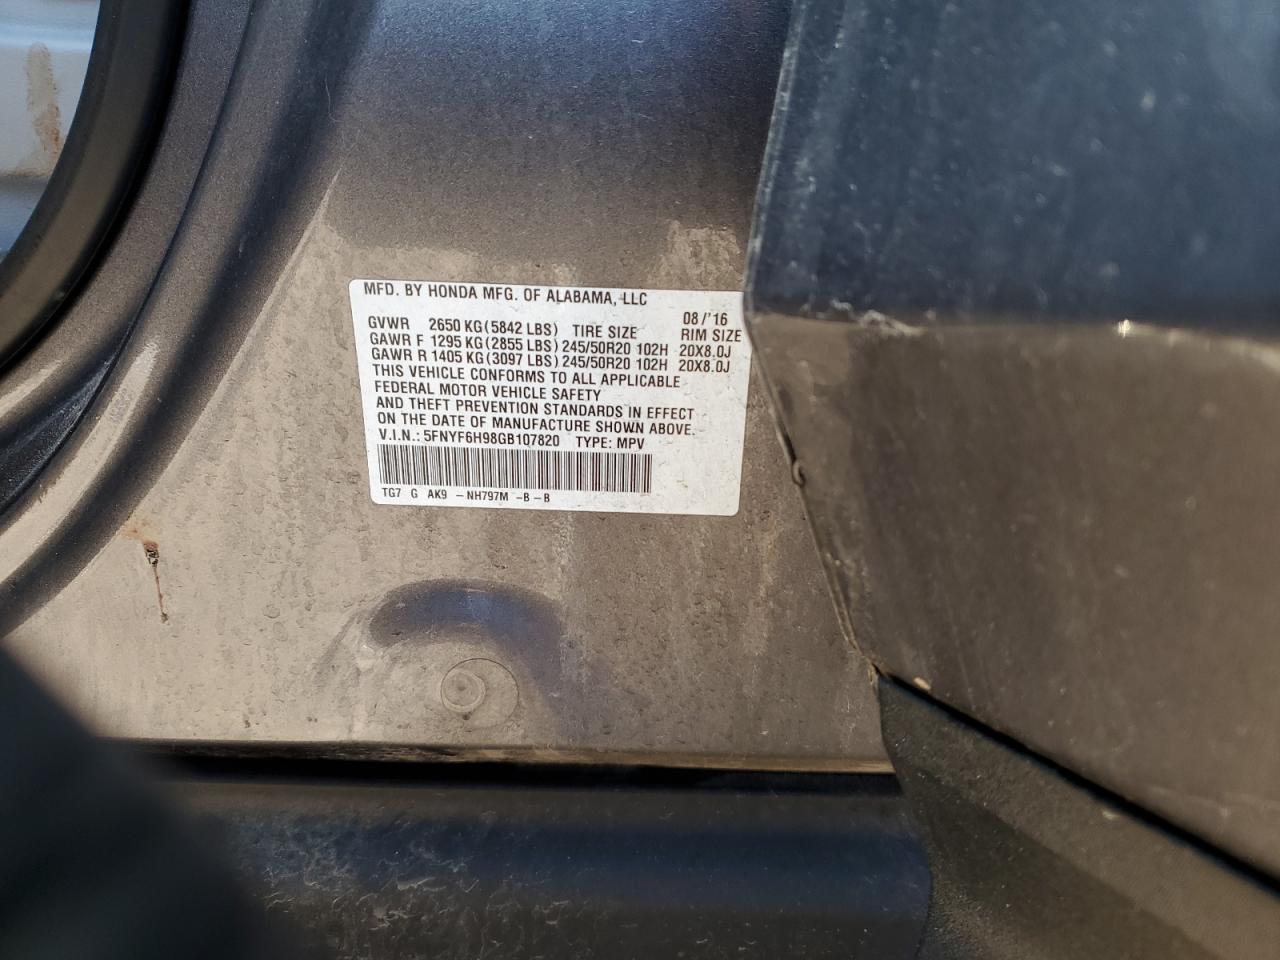 MFD. BY HONDA MFG. OF ALABAMA, LLC 08/'16
GVWR 2650 KG(5842 LBS) TIRE SIZE RIM SIZE
GAWR F 1295 KG(2855 LBS) 245/50R20 102H 20X8.0J
GAWR R 1405 KG(3097 LBS) 245/50R20 102H 20X8.0J
THIS VEHICLE CONFORMS TO ALL APPLICABLE
FEDERAL MOTOR VEHICLE SAFETY
AND THEFT PREVENTION STANDARDS IN EFFECT
ON THE DATE OF MANUFACTURE SHOWN ABOVE.
V.I.N.: 5FNYF6H98GB107820 TYPE: MPV
TG7 G AK9 -NH797M -B -B